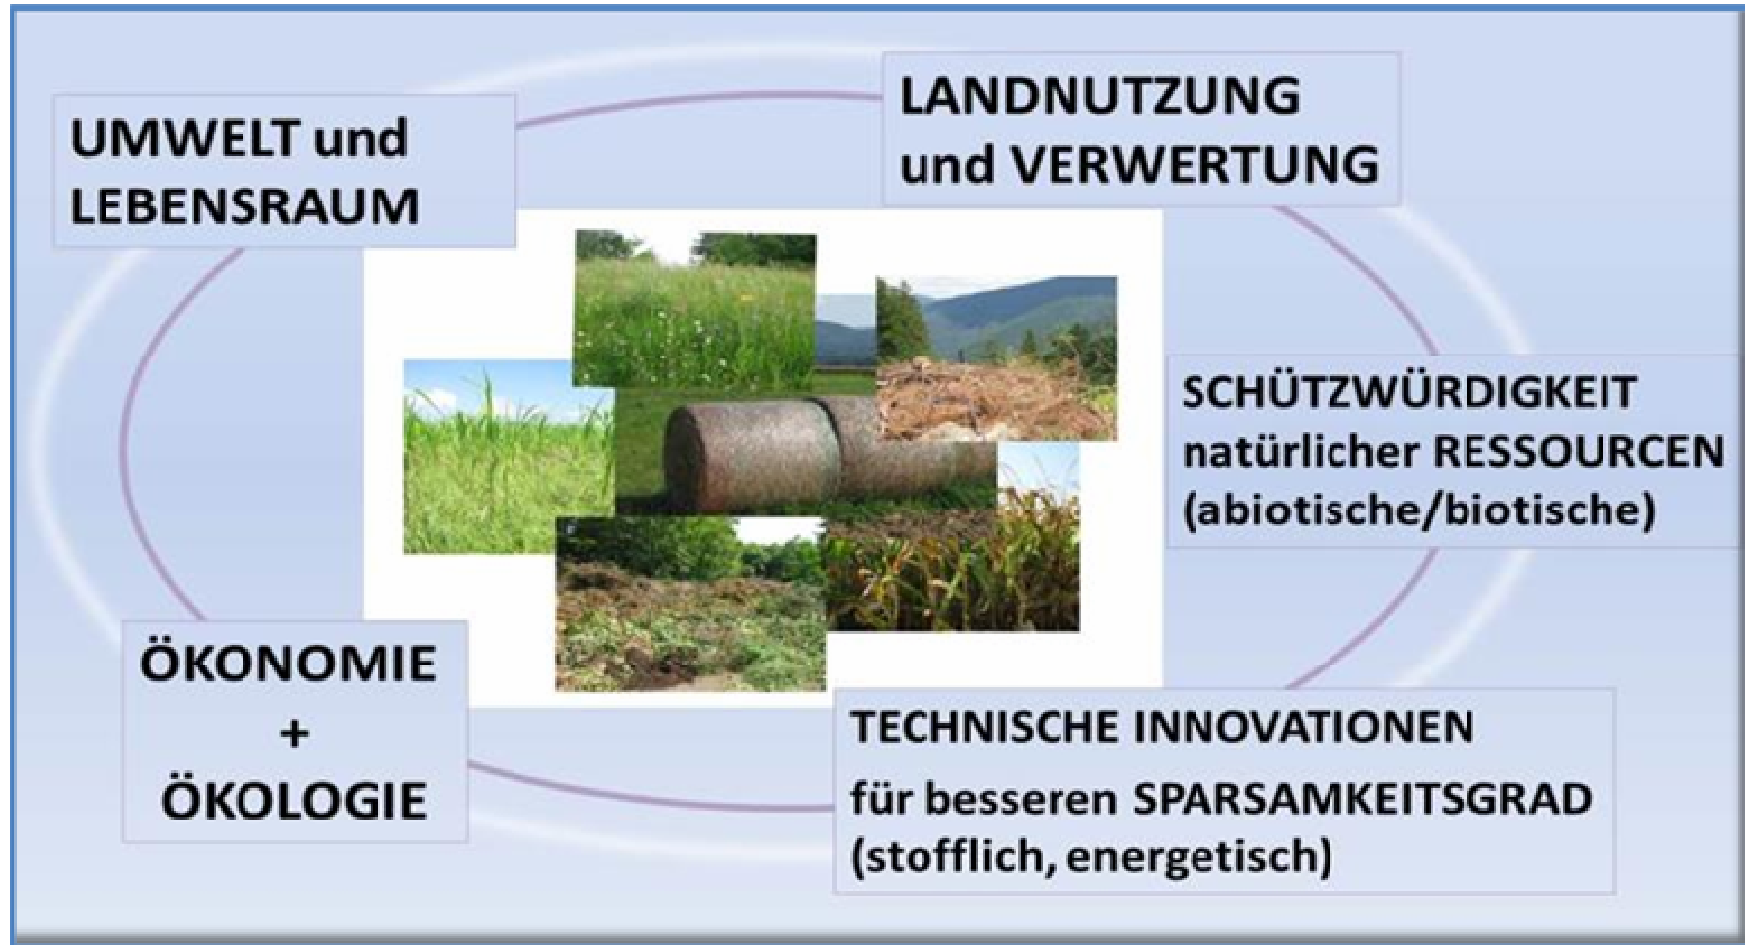 UMWELT und
LEBENSRAUM
LANDNUTZUNG
und VERWERTUNG
SCHÜTZWÜRDIGKEIT
natürlicher RESSOURCEN
(abiotische/biotische)
TECHNISCHE INNOVATIONEN
für besseren SPARSAMKEITSGRAD
(stofflich, energetisch)
ÖKONOMIE
+
ÖKOLOGIE